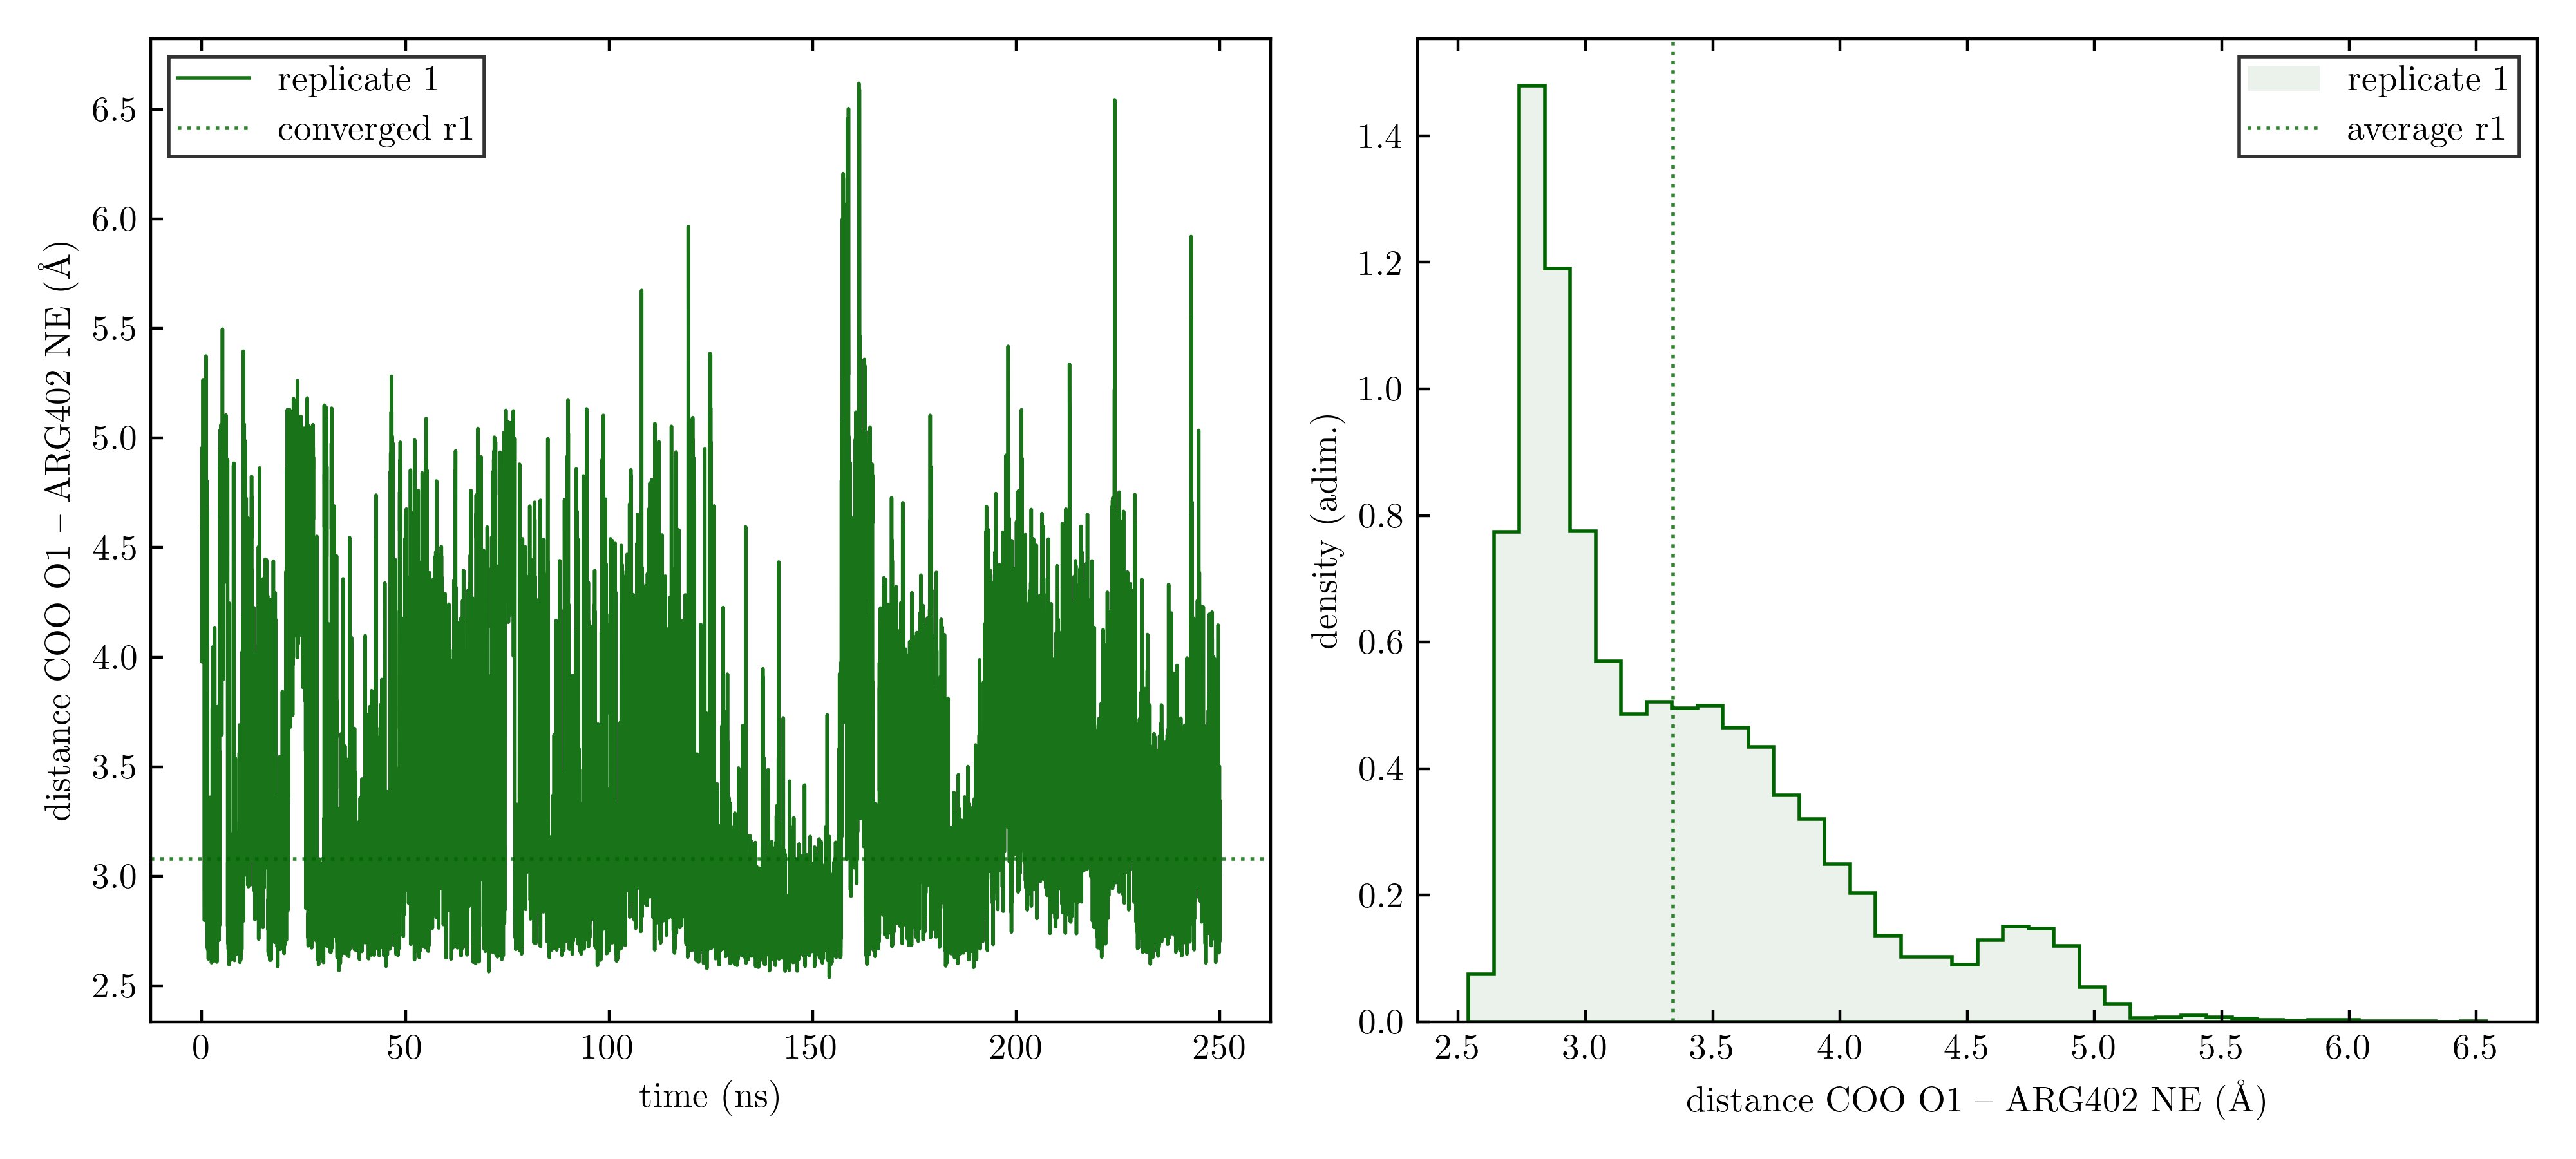 replicate 1
converged r1
6.5
6.0
5.5
5.0
4.5
4.0
3.5
3.0
2.5
distance COO O1 – ARG402 NE (Å)
0 50 100 150 200 250
time (ns)
replicate 1
average r1
1.4
1.2
1.0
0.8
0.6
0.4
0.2
0.0
density (adim.)
2.5 3.0 3.5 4.0 4.5 5.0 5.5 6.0 6.5
distance COO O1 – ARG402 NE (Å)